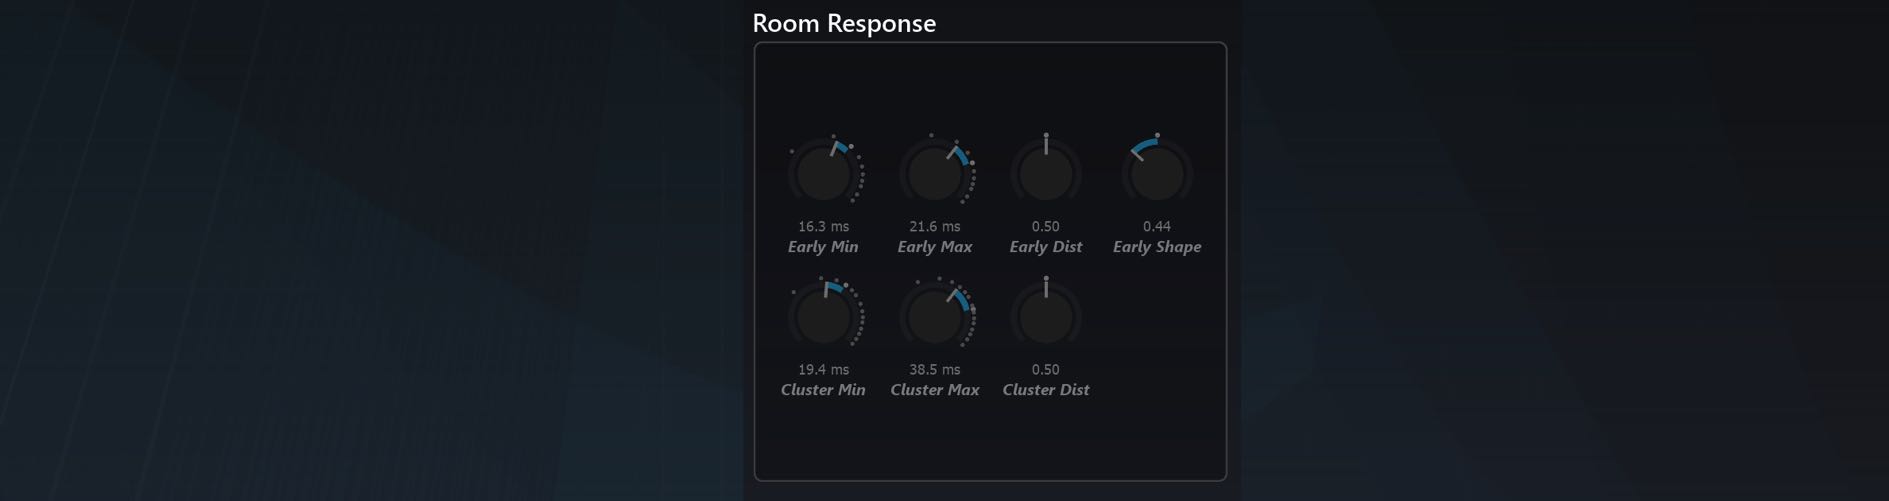 Room Response
16.3 ms
21.6 ms
0.50
0.44
Early Min
Early Max
Early Dist
Early Shape
19.4 ms
38.5 ms
0.50
Cluster Min
Cluster Max
Cluster Dist